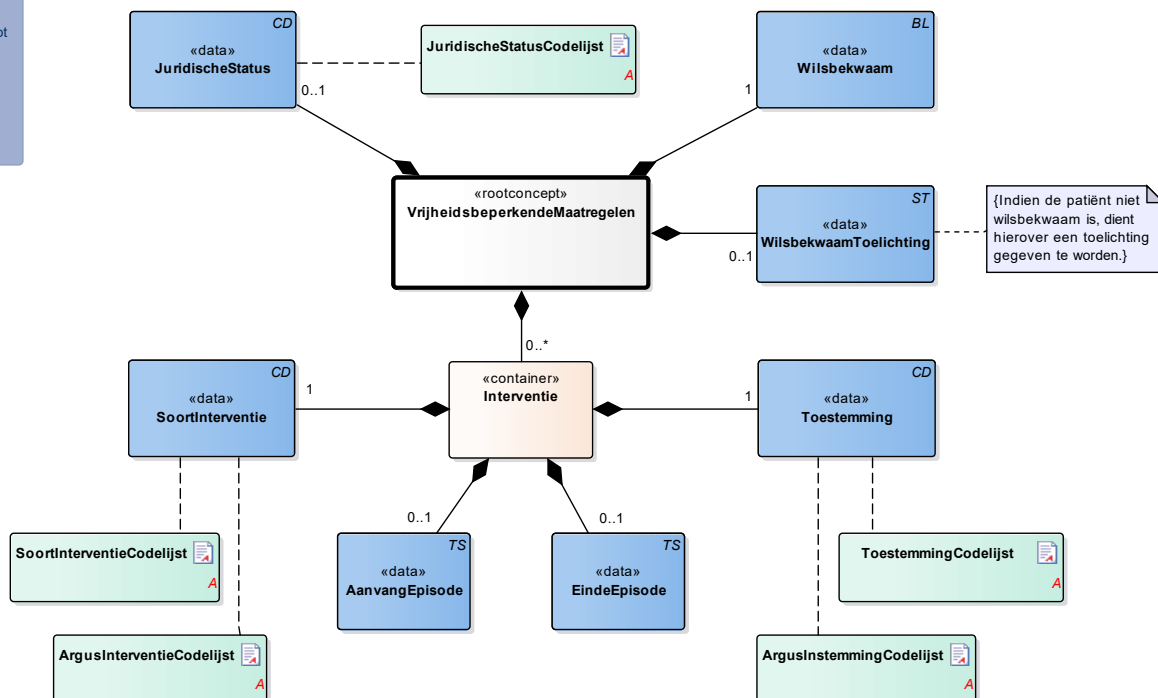 ot
CD
«data»
JuridischeStatus
0..1
JuridischeStatusCodelijst
A
BL
«data»
Wilsbekwaam
1
«rootconcept»
VrijheidsbeperkendeMaatregelen
ST
«data»
WilsbekwaamToelichting
0..1
{Indien de patiënt niet
wilsbekwaam is, dient
hierover een toelichting
gegeven te worden.}
0..*
CD
«data»
SoortInterventie
1
«container»
Interventie
CD
«data»
Toestemming
1
0..1
0..1
SoortInterventieCodelijst
A
TS
«data»
AanvangEpisode
TS
«data»
EindeEpisode
ToestemmingCodelijst
A
ArgusInterventieCodelijst
A
ArgusInstemmingCodelijst
A